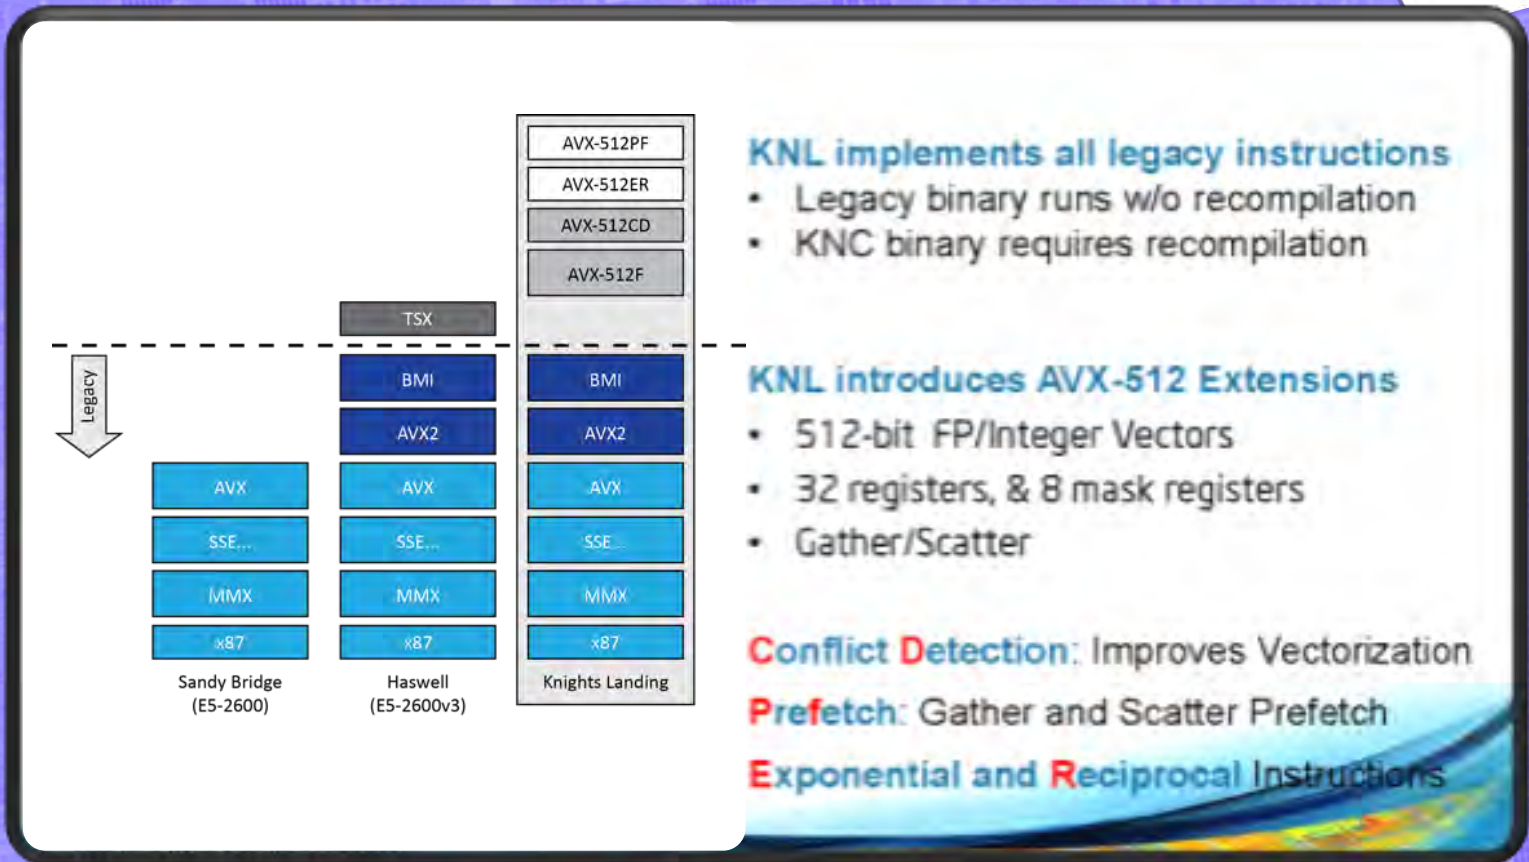 AVX-512PF
AVX-512ER
AVX-512CD
AVX-512F
TSX
Legacy
BMI BMI
AVX2 AVX2
AVX AVX AVX
SSE... SSE... SSE...
MMX MMX MMX
x87 x87 x87
Sandy Bridge Haswell Knights Landing
(E5-2600) (E5-2600v3)
KNL implements all legacy instructions
• Legacy binary runs w/o recompilation
• KNC binary requires recompilation
KNL introduces AVX-512 Extensions
• 512-bit FP/Integer Vectors
• 32 registers, & 8 mask registers
• Gather/Scatter
Conflict Detection: Improves Vectorization
Prefetch: Gather and Scatter Prefetch
Exponential and Reciprocal Instructions